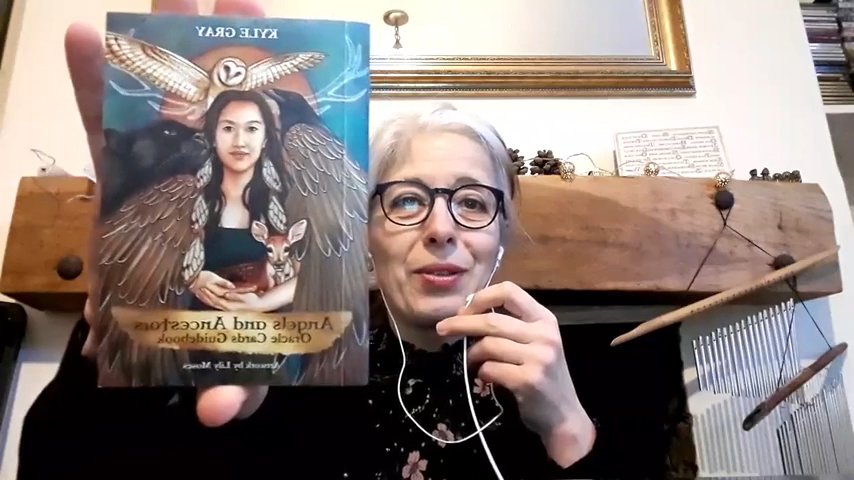 KYLE GRAY
Angels and Ancestors
Oracle Cards Guidebook
Artwork by Lily Moses